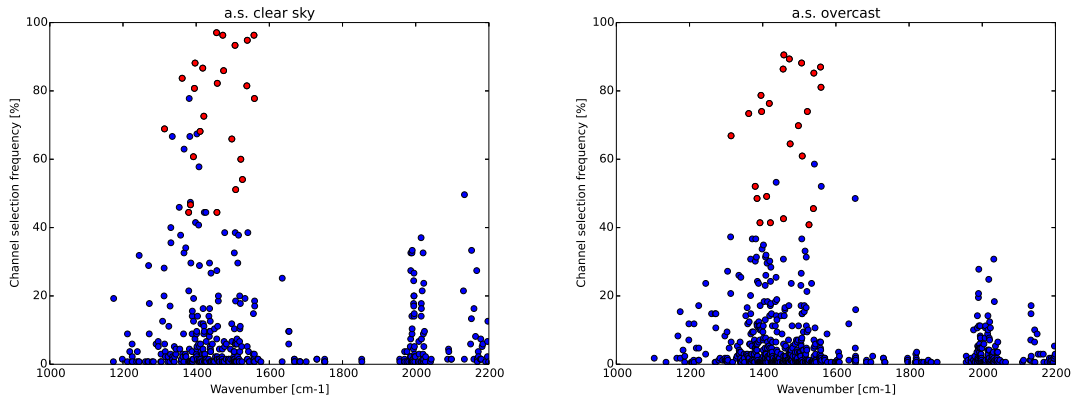 a.s. clear sky
100
80
60
40
20
0
Channel selection frequency [%]
1000 1200 1400 1600 1800 2000 2200
Wavenumber [cm-1]
a.s. overcast
100
80
60
40
20
0
Channel selection frequency [%]
1000 1200 1400 1600 1800 2000 2200
Wavenumber [cm-1]